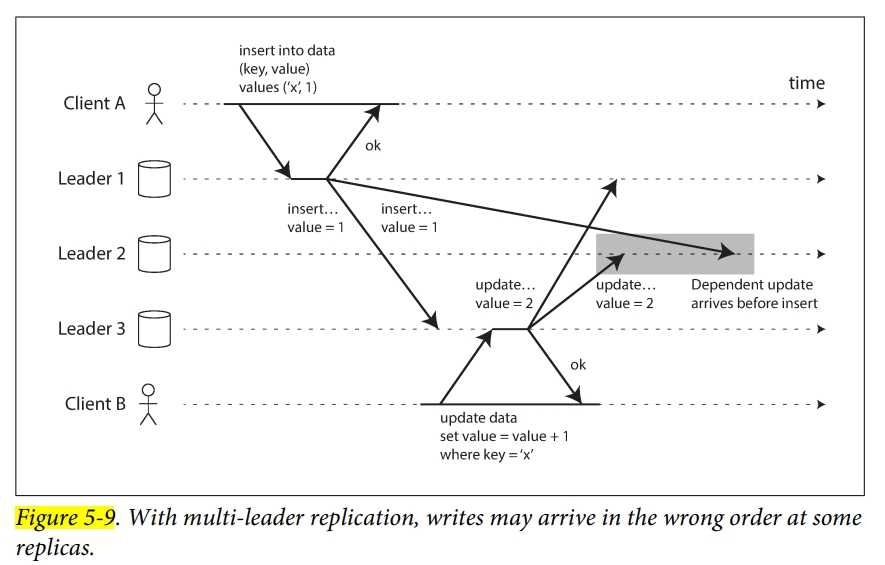 insert into data
(key, value)
values (‘x’, 1)
time
Client A
ok
Leader 1
insert…
value = 1
insert…
value = 1
Leader 2
update…
value = 2
update…
value = 2
Dependent update
arrives before insert
Leader 3
ok
Client B
update data
set value = value + 1
where key = ‘x’
Figure 5-9. With multi-leader replication, writes may arrive in the wrong order at some
replicas.